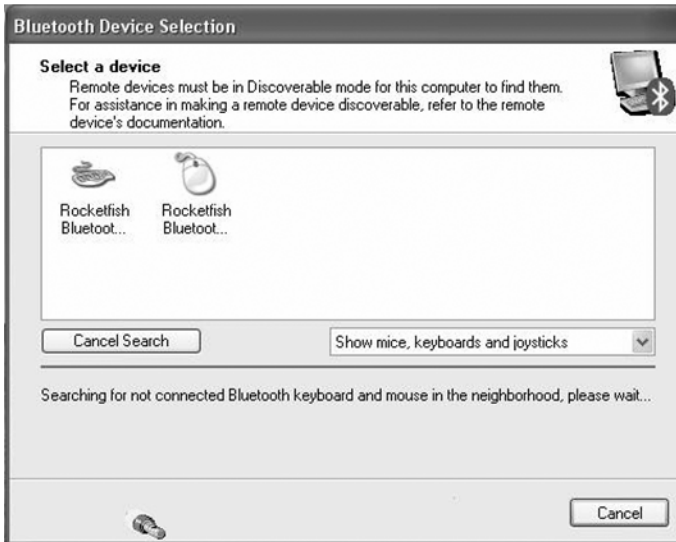 Bluetooth Device Selection
Select a device
Remote devices must be in Discoverable mode for this computer to find them.
For assistance in making a remote device discoverable, refer to the remote
device's documentation.
Rocketfish
Bluetoot...
Rocketfish
Bluetoot...
Cancel Search
Show mice, keyboards and joysticks
Searching for not connected Bluetooth keyboard and mouse in the neighborhood, please wait...
Cancel